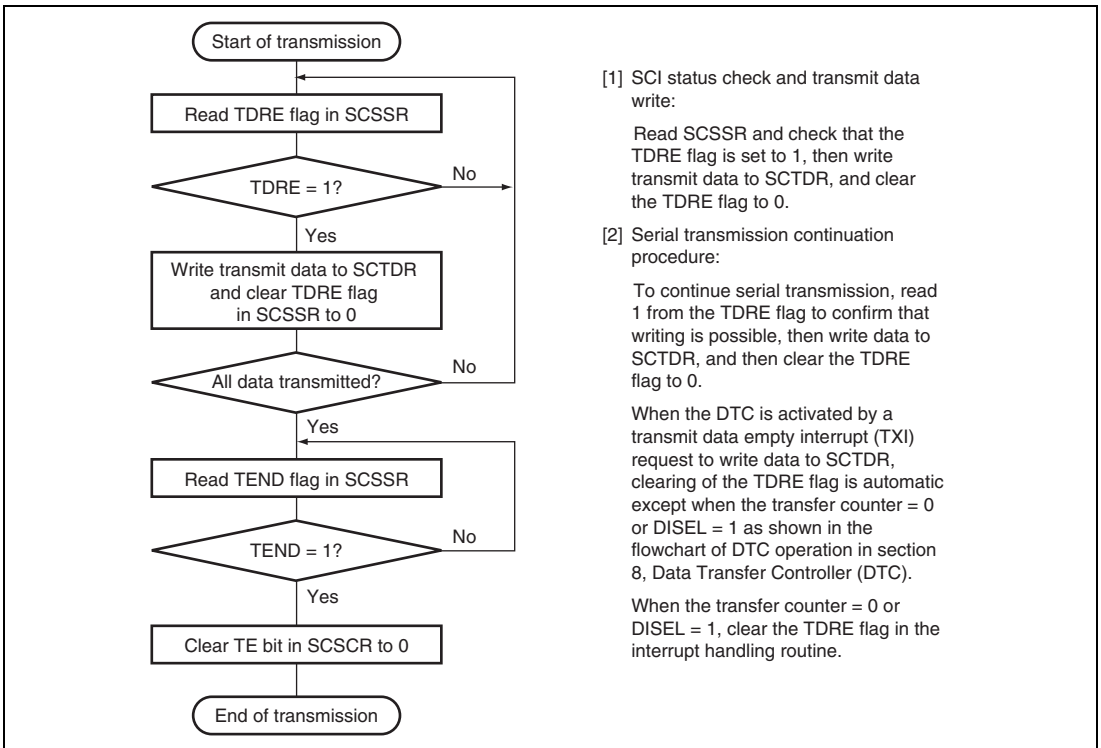 Start of transmission
Read TDRE flag in SCSSR
TDRE = 1?
No
Yes
Write transmit data to SCTDR
and clear TDRE flag
in SCSSR to 0
All data transmitted?
No
Yes
Read TEND flag in SCSSR
TEND = 1?
No
Yes
Clear TE bit in SCSCR to 0
End of transmission
[1] SCI status check and transmit data
write:
Read SCSSR and check that the
TDRE flag is set to 1, then write
transmit data to SCTDR, and clear
the TDRE flag to 0.
[2] Serial transmission continuation
procedure:
To continue serial transmission, read
1 from the TDRE flag to confirm that
writing is possible, then write data to
SCTDR, and then clear the TDRE
flag to 0.
When the DTC is activated by a
transmit data empty interrupt (TXI)
request to write data to SCTDR,
clearing of the TDRE flag is automatic
except when the transfer counter = 0
or DISEL = 1 as shown in the
flowchart of DTC operation in section
8, Data Transfer Controller (DTC).
When the transfer counter = 0 or
DISEL = 1, clear the TDRE flag in the
interrupt handling routine.